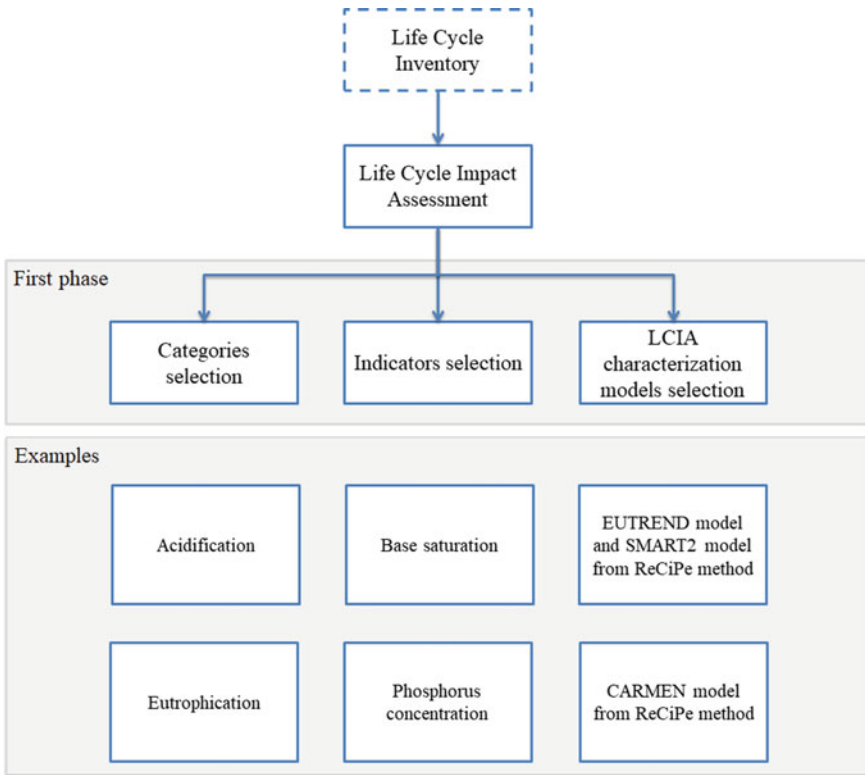 Life Cycle
Inventory
Life Cycle Impact
Assessment
First phase
Categories
selection
Indicators selection
LCIA
characterization
models selection
Examples
Acidification
Base saturation
EUTREND model
and SMART2 model
from ReCiPe method
Eutrophication
Phosphorus
concentration
CARMEN model
from ReCiPe method